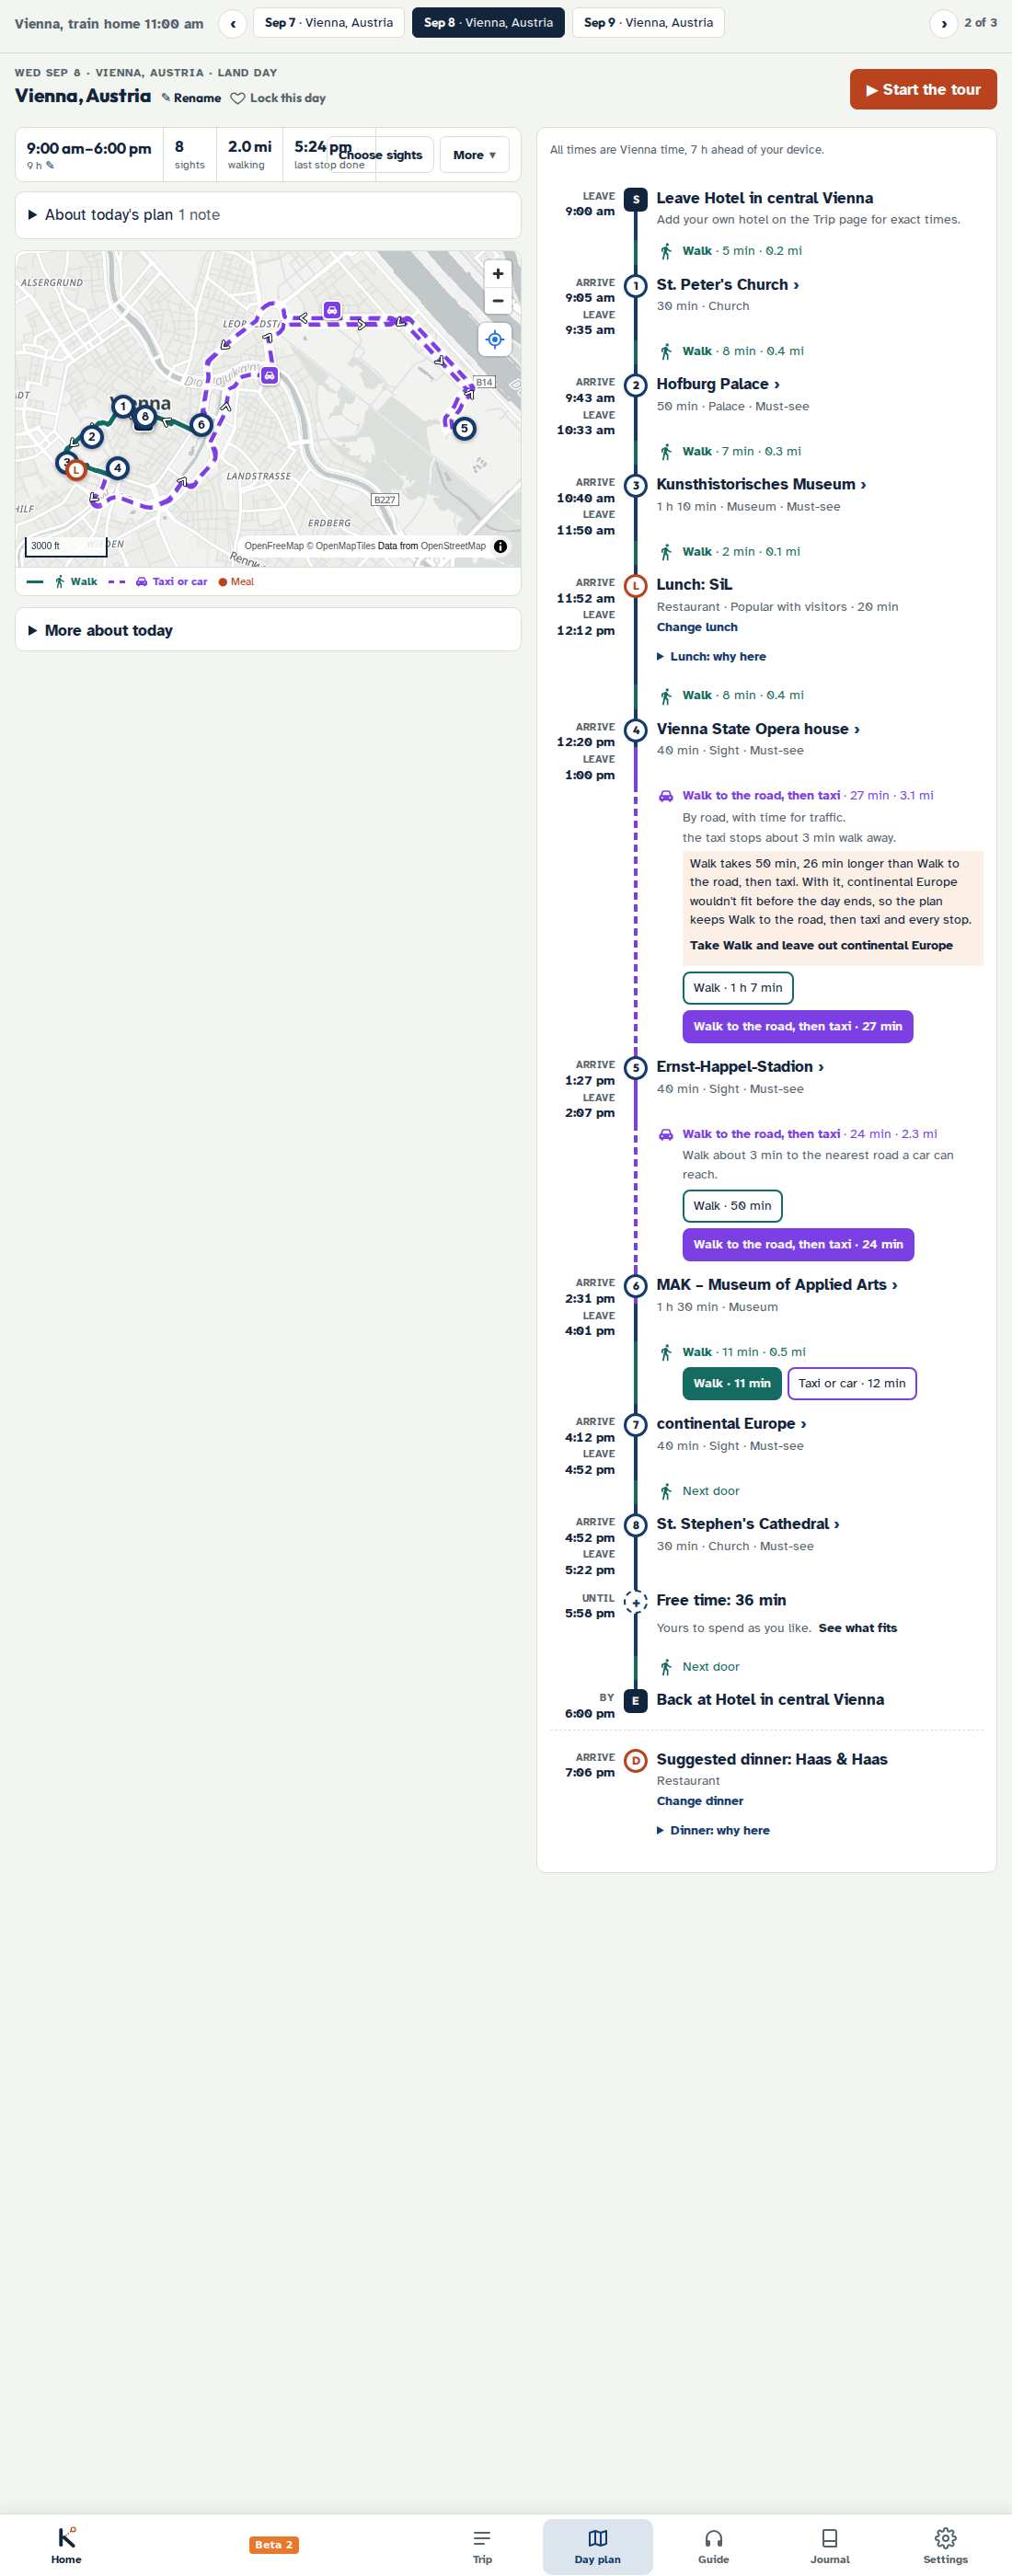 Vienna, train home 11:00 am
‹
Sep 7 · Vienna, Austria
Sep 8 · Vienna, Austria
Sep 9 · Vienna, Austria
›
2 of 3
WED SEP 8 · VIENNA, AUSTRIA · LAND DAY
Vienna, Austria
✎ Rename
Lock this day
▶ Start the tour
9:00 am–6:00 pm
9 h ✎
8
sights
2.0 mi
walking
5:24 pm
last stop done
Choose sights
More ▾
▶ About today's plan 1 note
ALSERGRUND
B14
Vienna
1
8
2
6
5
3
L
4
LANDSTRASSE
B227
ERDBERG
3000 ft
OpenFreeMap © OpenMapTiles Data from OpenStreetMap
Walk
Taxi or car
Meal
▶ More about today
All times are Vienna time, 7 h ahead of your device.
LEAVE
9:00 am
S
Leave Hotel in central Vienna
Add your own hotel on the Trip page for exact times.
Walk · 5 min · 0.2 mi
ARRIVE
9:05 am
LEAVE
9:35 am
1
St. Peter's Church ›
30 min · Church
Walk · 8 min · 0.4 mi
ARRIVE
9:43 am
LEAVE
10:33 am
2
Hofburg Palace ›
50 min · Palace · Must-see
Walk · 7 min · 0.3 mi
ARRIVE
10:40 am
LEAVE
11:50 am
3
Kunsthistorisches Museum ›
1 h 10 min · Museum · Must-see
Walk · 2 min · 0.1 mi
ARRIVE
11:52 am
LEAVE
12:12 pm
L
Lunch: SiL
Restaurant · Popular with visitors · 20 min
Change lunch
▶ Lunch: why here
Walk · 8 min · 0.4 mi
ARRIVE
12:20 pm
LEAVE
1:00 pm
4
Vienna State Opera house ›
40 min · Sight · Must-see
Walk to the road, then taxi · 27 min · 3.1 mi
By road, with time for traffic.
the taxi stops about 3 min walk away.
Walk takes 50 min, 26 min longer than Walk to
the road, then taxi. With it, continental Europe
wouldn't fit before the day ends, so the plan
keeps Walk to the road, then taxi and every stop.
Take Walk and leave out continental Europe
Walk · 1 h 7 min
Walk to the road, then taxi · 27 min
ARRIVE
1:27 pm
LEAVE
2:07 pm
5
Ernst-Happel-Stadion ›
40 min · Sight · Must-see
Walk to the road, then taxi · 24 min · 2.3 mi
Walk about 3 min to the nearest road a car can
reach.
Walk · 50 min
Walk to the road, then taxi · 24 min
ARRIVE
2:31 pm
LEAVE
4:01 pm
6
MAK – Museum of Applied Arts ›
1 h 30 min · Museum
Walk · 11 min · 0.5 mi
Walk · 11 min
Taxi or car · 12 min
ARRIVE
4:12 pm
LEAVE
4:52 pm
7
continental Europe ›
40 min · Sight · Must-see
Next door
ARRIVE
4:52 pm
LEAVE
5:22 pm
8
St. Stephen's Cathedral ›
30 min · Church · Must-see
UNTIL
5:58 pm
+
Free time: 36 min
Yours to spend as you like. See what fits
Next door
BY
6:00 pm
E
Back at Hotel in central Vienna
ARRIVE
7:06 pm
D
Suggested dinner: Haas & Haas
Restaurant
Change dinner
▶ Dinner: why here
Home
Beta 2
Trip
Day plan
Guide
Journal
Settings